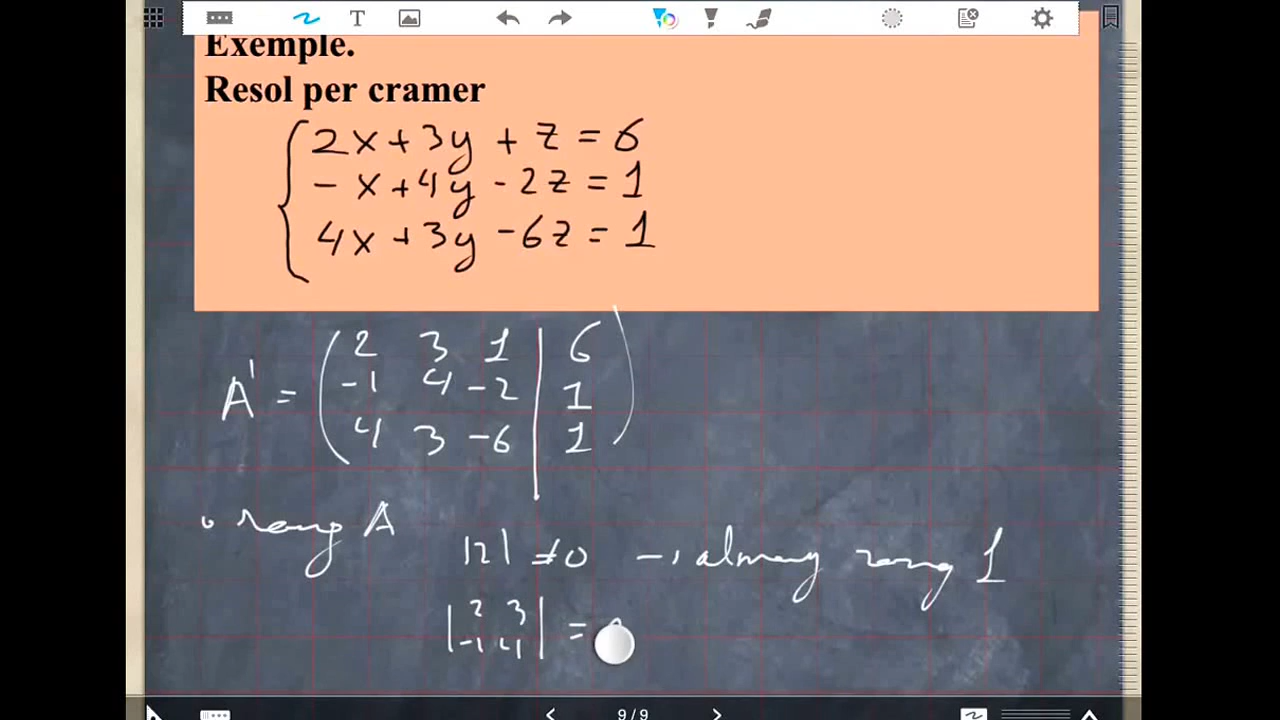 Exemple.
Resol per cramer
2x + 3y + z = 6
- x + 4y - 2z = 1
4x + 3y - 6z = 1
A' = ( 2 3 1 | 6 )
-1 4 -2 | 1
4 3 -6 | 1
• rang A
|2| ≠ 0 → almenys rang 1
| 2 3 |
| -1 4 | =
9/9